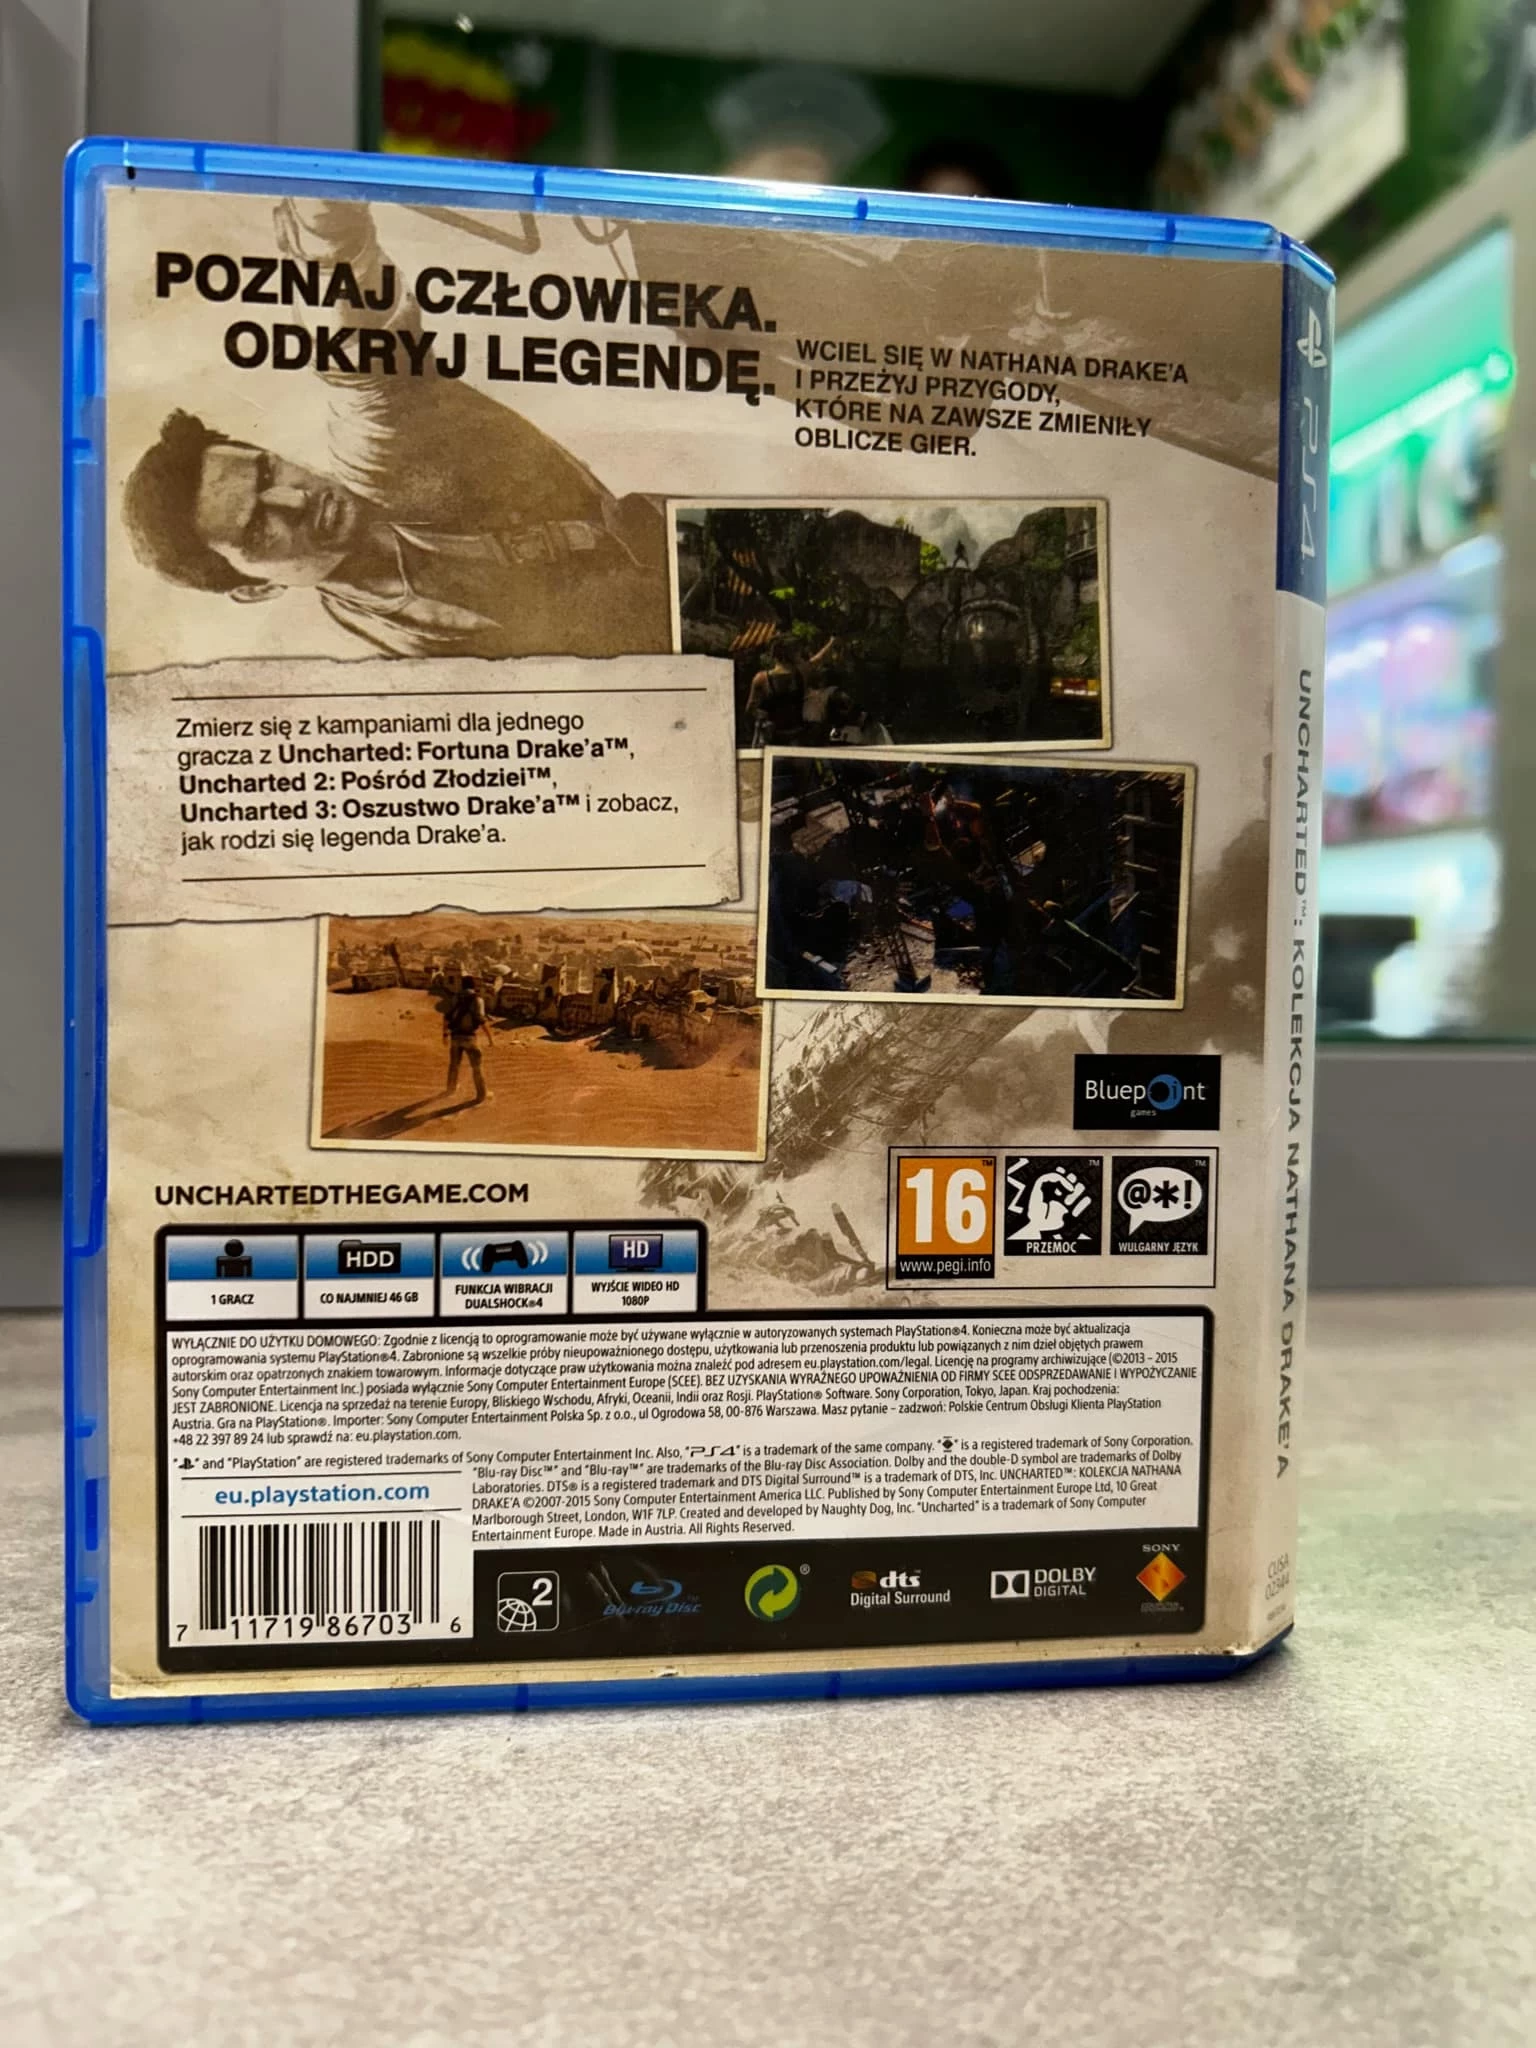 POZNAJ CZŁOWIEKA.
ODKRYJ LEGENDĘ.
WCIEL SIĘ W NATHANA DRAKE'A
I PRZEŻYJ PRZYGODY,
KTÓRE NA ZAWSZE ZMIENIŁY
OBLICZE GIER.
Zmierz się z kampaniami dla jednego
gracza z Uncharted: Fortuna Drake'a™,
Uncharted 2: Pośród Złodziei™,
Uncharted 3: Oszustwo Drake'a™ i zobacz,
jak rodzi się legenda Drake'a.
Bluepoint
games
UNCHARTEDTHEGAME.COM
16
www.pegi.info
PRZEMOC
@*!
WULGARNY JĘZYK
1 GRACZ
HDD
CO NAJMNIEJ 46 GB
FUNKCJA WIBRACJI
DUALSHOCK®4
HD
WYJŚCIE WIDEO HD
1080P
WYŁĄCZNIE DO UŻYTKU DOMOWEGO: Zgodnie z licencją to oprogramowanie może być używane wyłącznie w autoryzowanych systemach PlayStation®4. Konieczna może być aktualizacja
oprogramowania systemu PlayStation®4. Zabronione są wszelkie próby nieupoważnionego dostępu, użytkowania lub przenoszenia produktu lub powiązanych z nim dzieł objętych prawem
autorskim oraz opatrzonych znakiem towarowym. Informacje dotyczące praw użytkowania można znaleźć pod adresem eu.playstation.com/legal. Licencję na programy archiwizujące (©2013 - 2015
Sony Computer Entertainment Inc.) posiada wyłącznie Sony Computer Entertainment Europe (SCEE). BEZ UZYSKANIA WYRAŹNEGO UPOWAŻNIENIA OD FIRMY SCEE ODSPRZEDAWANIE I WYPOŻYCZANIE
JEST ZABRONIONE. Licencja na sprzedaż na terenie Europy, Bliskiego Wschodu, Afryki, Oceanii, Indii oraz Rosji. PlayStation® Software. Sony Corporation, Tokyo, Japan. Kraj pochodzenia:
Austria. Gra na PlayStation®. Importer: Sony Computer Entertainment Polska Sp. z o.o., ul Ogrodowa 58, 00-876 Warszawa. Masz pytanie – zadzwoń: Polskie Centrum Obsługi Klienta PlayStation
+48 22 397 89 24 lub sprawdź na: eu.playstation.com.
" " and "PlayStation" are registered trademarks of Sony Computer Entertainment Inc. Also, "PS4" is a trademark of the same company. " " is a registered trademark of Sony Corporation.
"Blu-ray Disc™" and "Blu-ray™" are trademarks of the Blu-ray Disc Association. Dolby and the double-D symbol are trademarks of Dolby
Laboratories. DTS® is a registered trademark and DTS Digital Surround™ is a trademark of DTS, Inc. UNCHARTED™: KOLEKCJA NATHANA
DRAKE'A ©2007-2015 Sony Computer Entertainment America LLC. Published by Sony Computer Entertainment Europe Ltd, 10 Great
Marlborough Street, London, W1F 7LP. Created and developed by Naughty Dog, Inc. "Uncharted" is a trademark of Sony Computer
Entertainment Europe. Made in Austria. All Rights Reserved.
eu.playstation.com
7 11719 86703 6
2
Blu-ray Disc
dts
Digital Surround
DOLBY
DIGITAL
SONY
COMPUTER
PS4
UNCHARTED™: KOLEKCJA NATHANA DRAKE'A
CUSA
02344